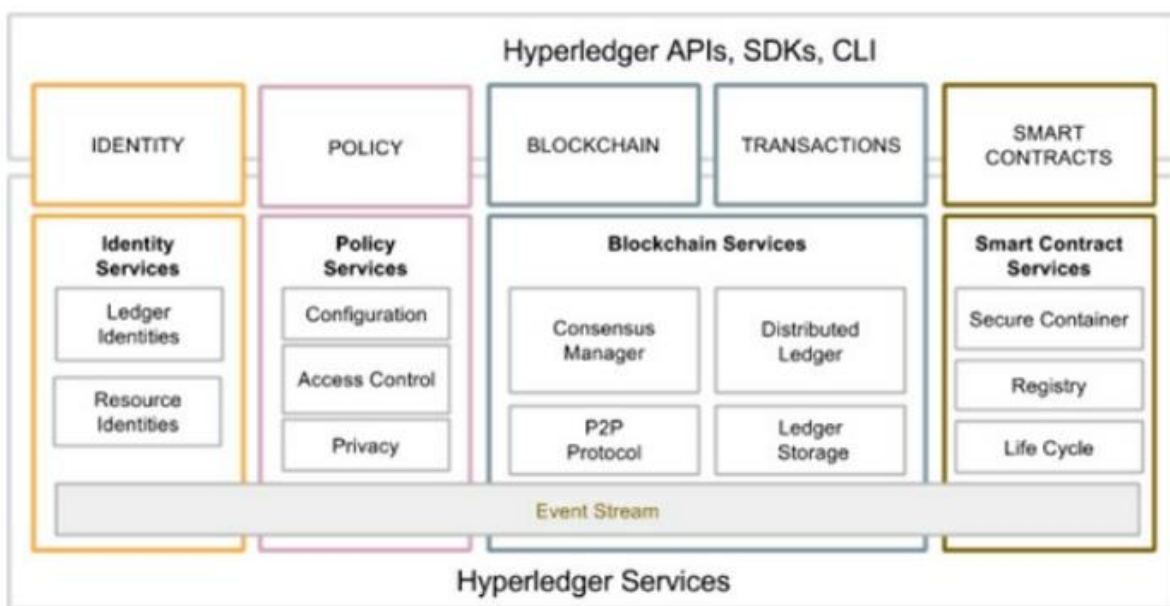 Hyperledger APIs, SDKs, CLI
IDENTITY
POLICY
BLOCKCHAIN
TRANSACTIONS
SMART
CONTRACTS
Identity
Services
Ledger
Identities
Resource
Identities
Policy
Services
Configuration
Access Control
Privacy
Blockchain Services
Consensus
Manager
Distributed
Ledger
P2P
Protocol
Ledger
Storage
Smart Contract
Services
Secure Container
Registry
Life Cycle
Event Stream
Hyperledger Services